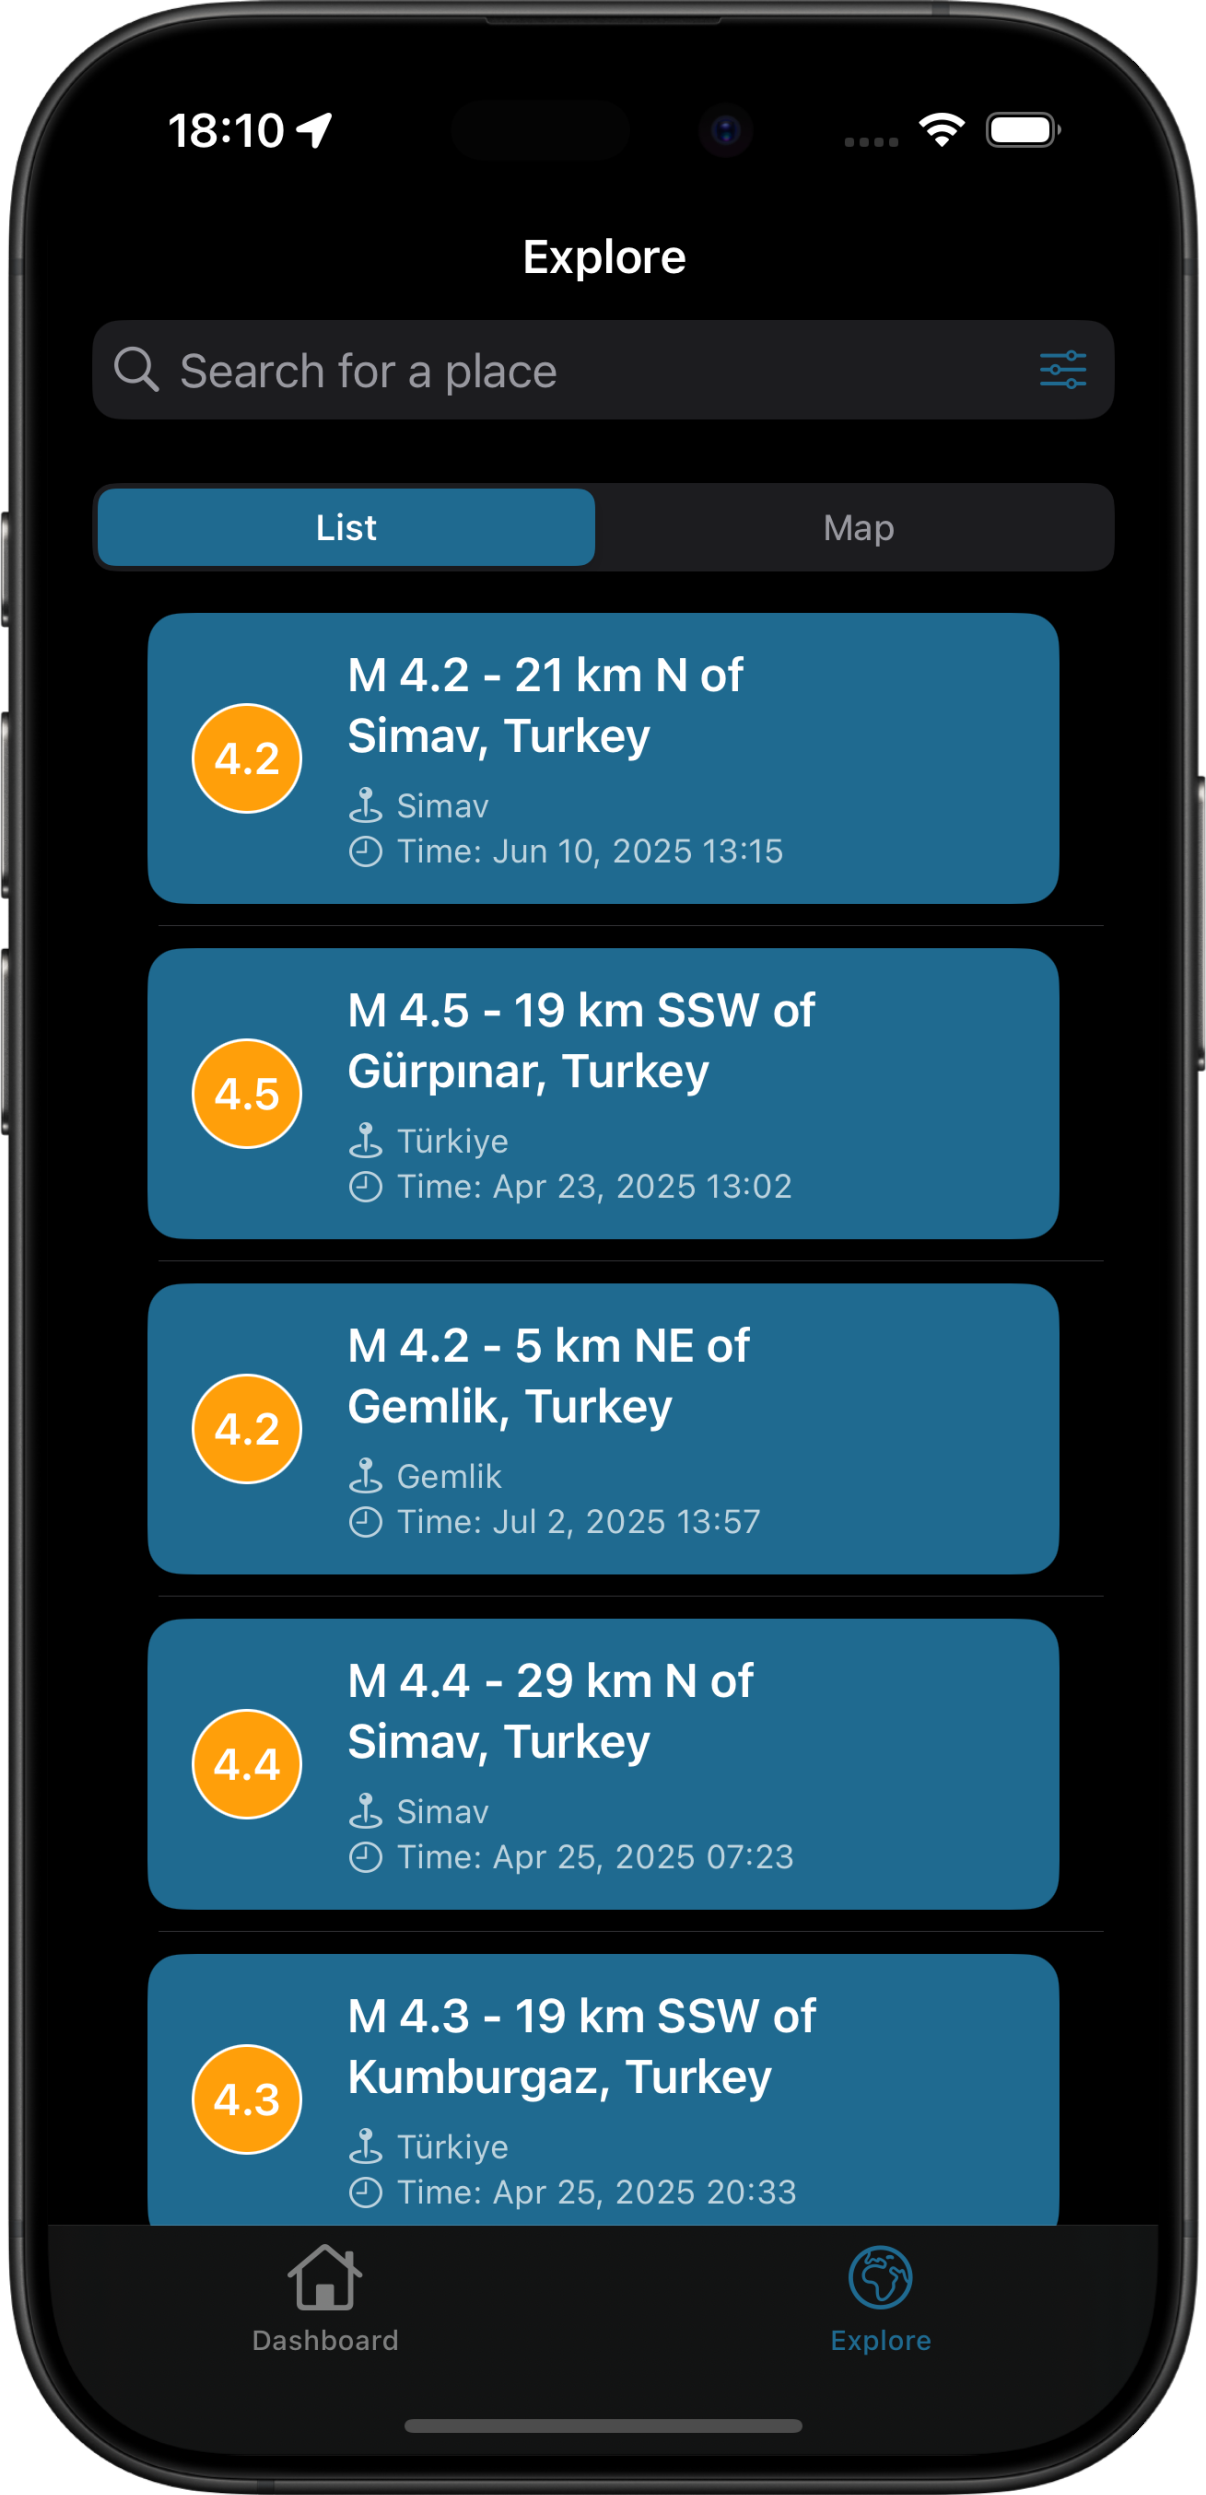 18:10
Explore
Search for a place
List
Map
4.2
M 4.2 - 21 km N of
Simav, Turkey
Simav
Time: Jun 10, 2025 13:15
4.5
M 4.5 - 19 km SSW of
Gürpınar, Turkey
Türkiye
Time: Apr 23, 2025 13:02
4.2
M 4.2 - 5 km NE of
Gemlik, Turkey
Gemlik
Time: Jul 2, 2025 13:57
4.4
M 4.4 - 29 km N of
Simav, Turkey
Simav
Time: Apr 25, 2025 07:23
4.3
M 4.3 - 19 km SSW of
Kumburgaz, Turkey
Türkiye
Time: Apr 25, 2025 20:33
Dashboard
Explore